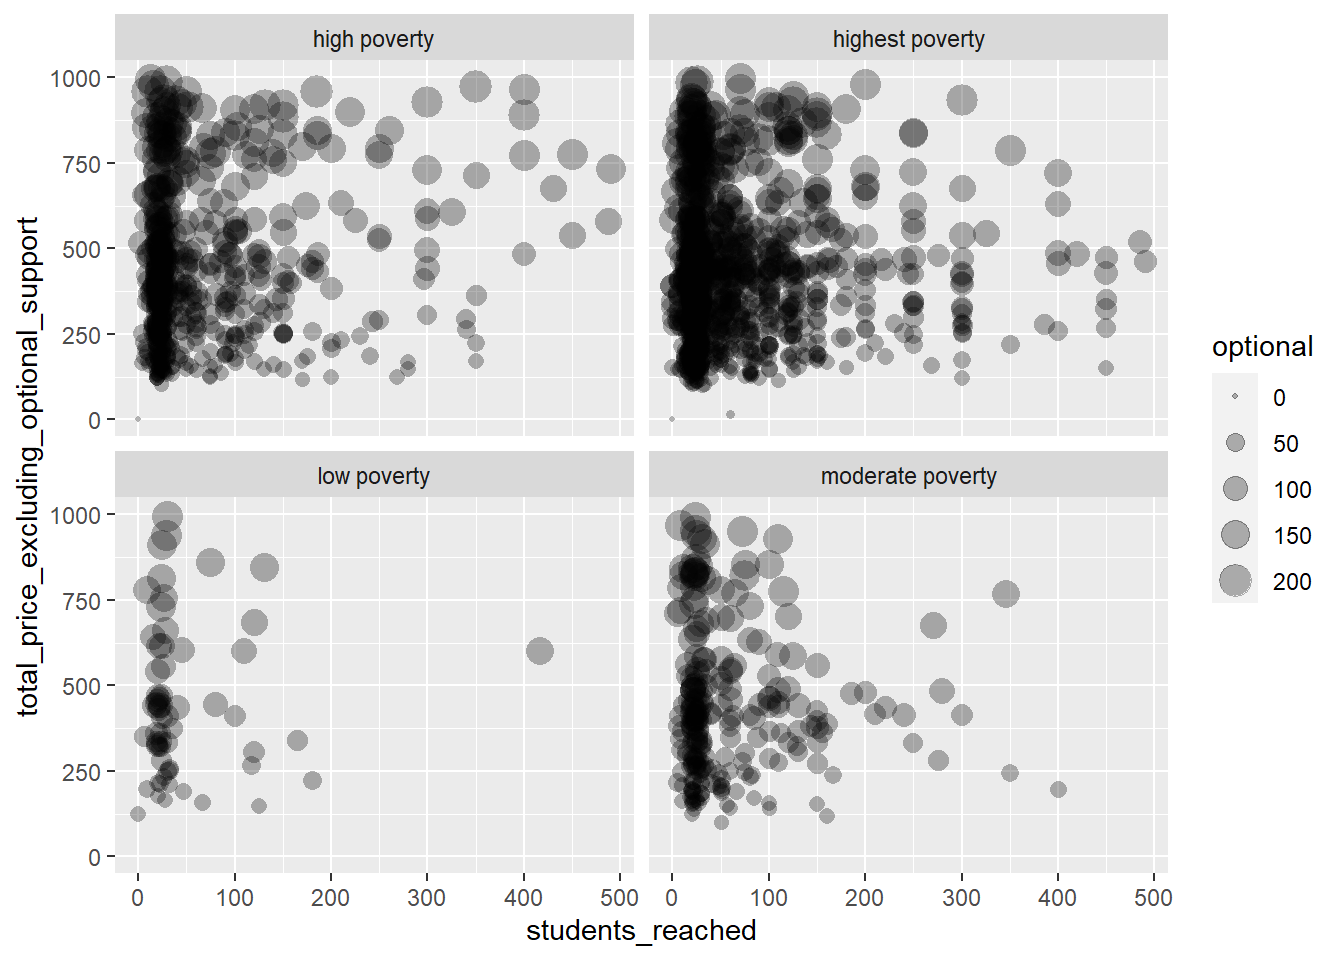 high poverty
highest poverty
1000
750
500
250
0
low poverty
moderate poverty
1000
750
500
250
0
0 100 200 300 400 500
0 100 200 300 400 500
students_reached
total_price_excluding_optional_support
optional
0
50
100
150
200